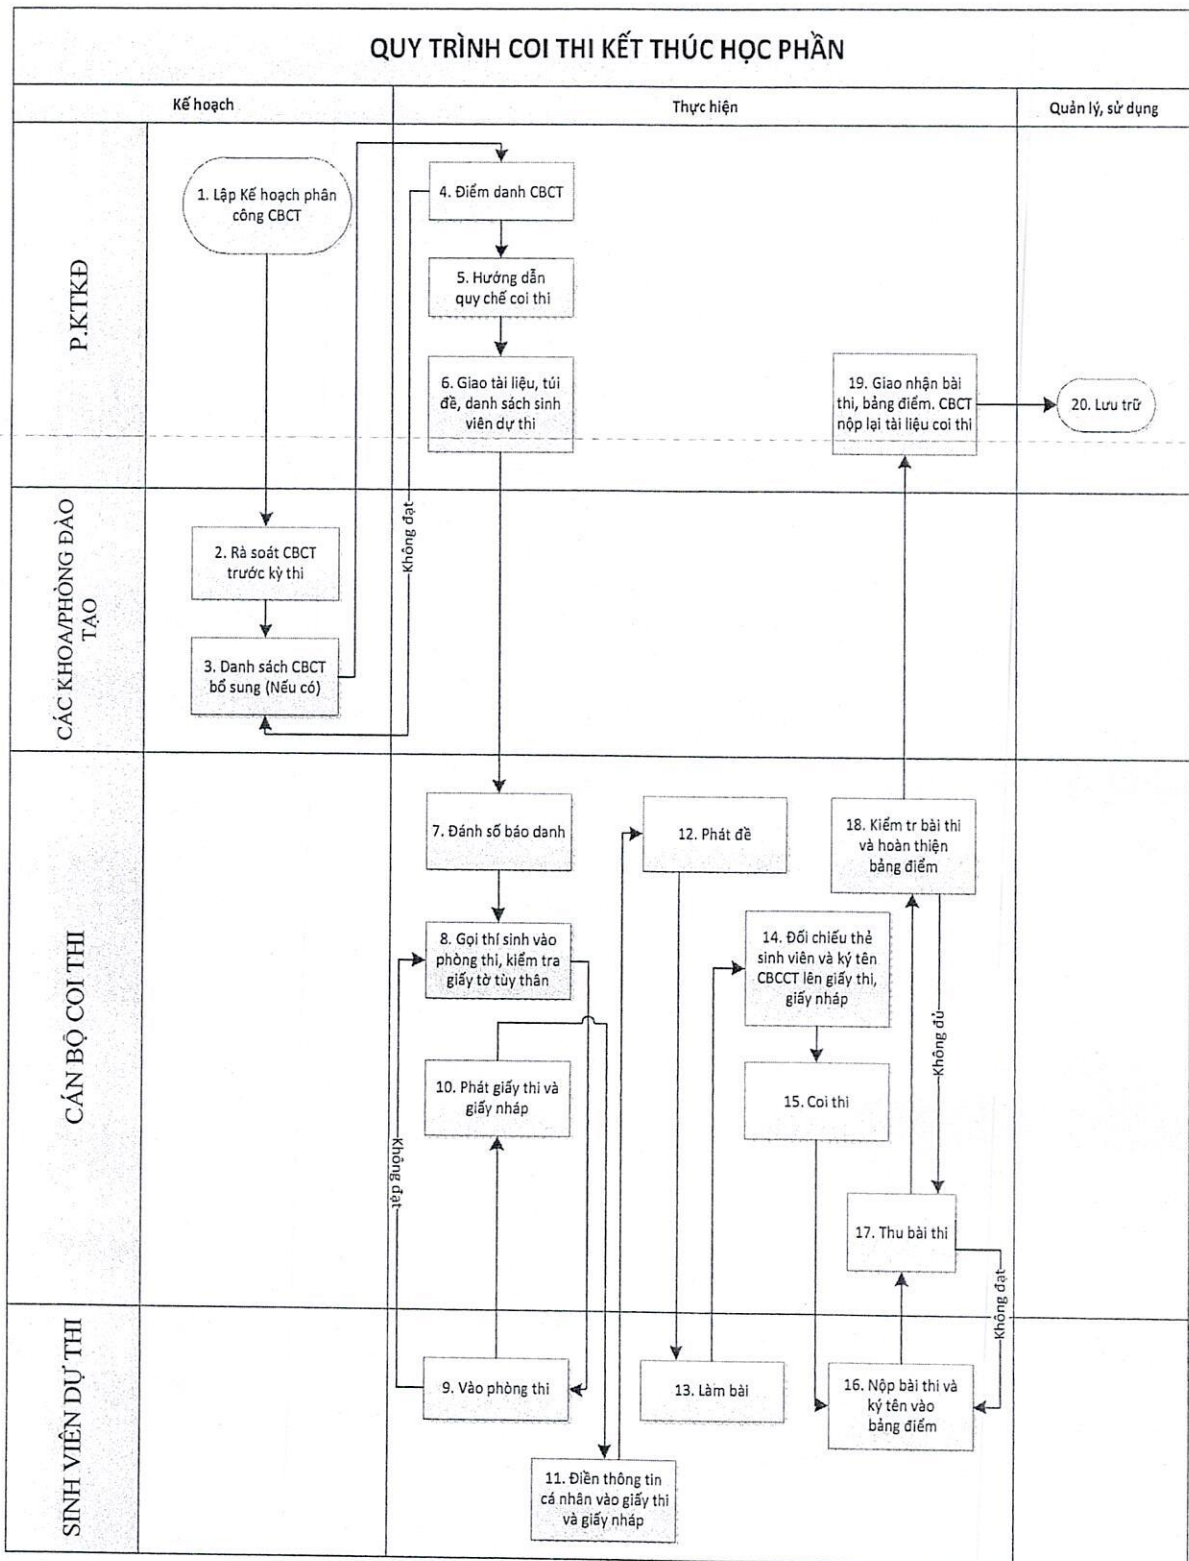 QUY TRÌNH COI THI KẾT THÚC HỌC PHẦN
Kế hoạch
Thực hiện
Quản lý, sử dụng
P.KTKĐ
1. Lập Kế hoạch phân
công CBCT
4. Điểm danh CBCT
5. Hướng dẫn
quy chế coi thi
6. Giao tài liệu, túi
đề, danh sách sinh
viên dự thi
19. Giao nhận bài
thi, bảng điểm. CBCT
nộp lại tài liệu coi thi
20. Lưu trữ
CÁC KHOA/PHÒNG ĐÀO
TẠO
2. Rà soát CBCT
trước kỳ thi
3. Danh sách CBCT
bổ sung (Nếu có)
Không đạt
CÁN BỘ COI THI
7. Đánh số báo danh
8. Gọi thí sinh vào
phòng thi, kiểm tra
giấy tờ tùy thân
10. Phát giấy thi và
giấy nháp
Không đạt
12. Phát đề
14. Đối chiếu thẻ
sinh viên và ký tên
CBCCT lên giấy thi,
giấy nháp
15. Coi thi
18. Kiểm tr bài thi
và hoàn thiện
bảng điểm
Không đủ
17. Thu bài thi
Không đạt
SINH VIÊN DỰ THI
9. Vào phòng thi
11. Điền thông tin
cá nhân vào giấy thi
và giấy nháp
13. Làm bài
16. Nộp bài thi và
ký tên vào
bảng điểm